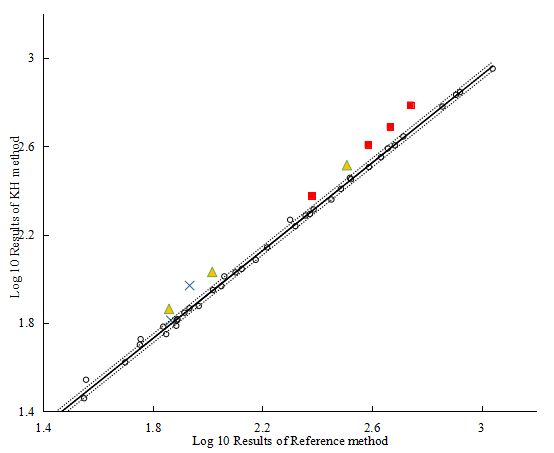 3
2.6
2.2
1.8
1.4
Log 10 Results of KH method
1.4 1.8 2.2 2.6 3
Log 10 Results of Reference method